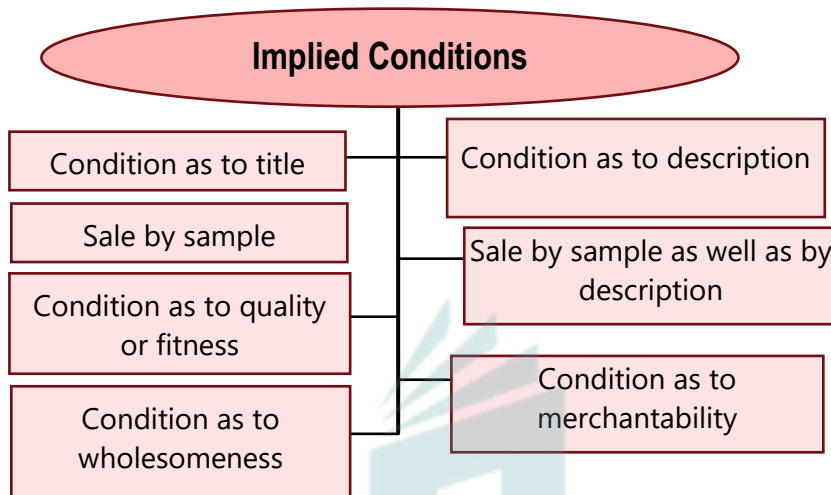 Implied Conditions
Condition as to title
Condition as to description
Sale by sample
Sale by sample as well as by
description
Condition as to quality
or fitness
Condition as to
merchantability
Condition as to
wholesomeness